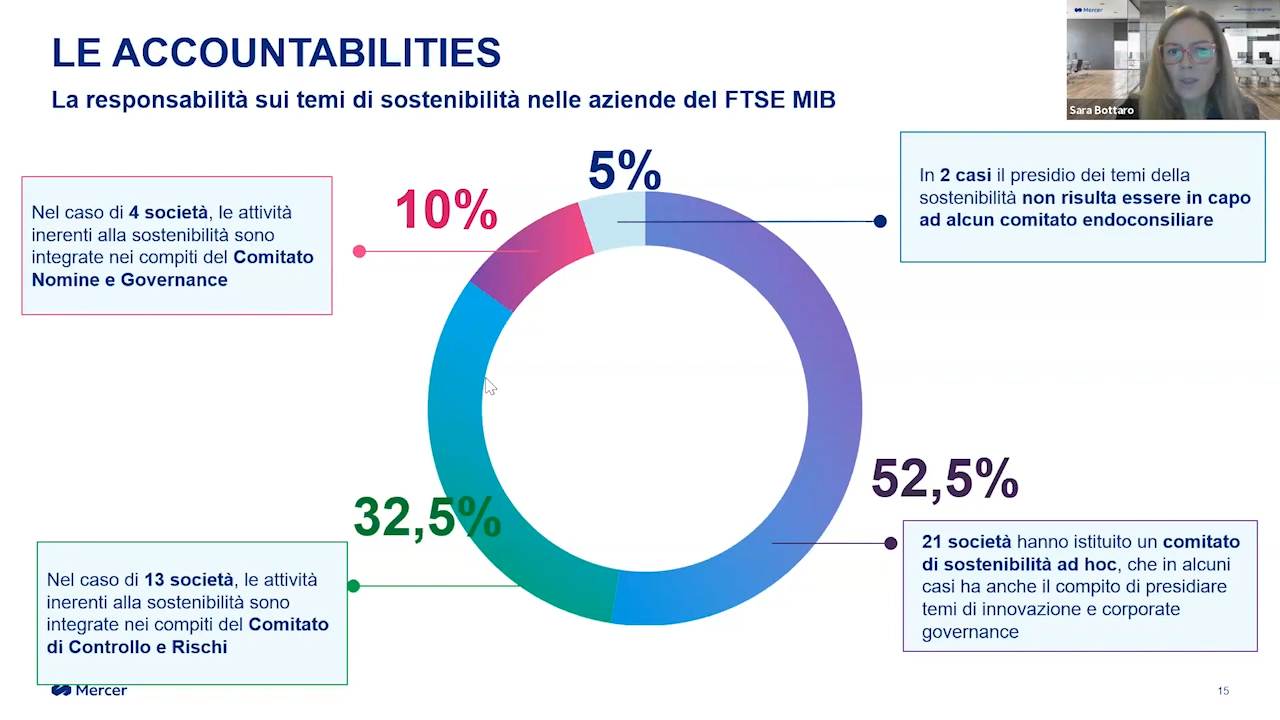 LE ACCOUNTABILITIES
La responsabilità sui temi di sostenibilità nelle aziende del FTSE MIB
Mercer
Sara Bottaro
5%
10%
In 2 casi il presidio dei temi della
sostenibilità non risulta essere in capo
ad alcun comitato endoconsiliare
Nel caso di 4 società, le attività
inerenti alla sostenibilità sono
integrate nei compiti del Comitato
Nomine e Governance
52,5%
32,5%
21 società hanno istituito un comitato
di sostenibilità ad hoc, che in alcuni
casi ha anche il compito di presidiare
temi di innovazione e corporate
governance
Nel caso di 13 società, le attività
inerenti alla sostenibilità sono
integrate nei compiti del Comitato
di Controllo e Rischi
Mercer
15